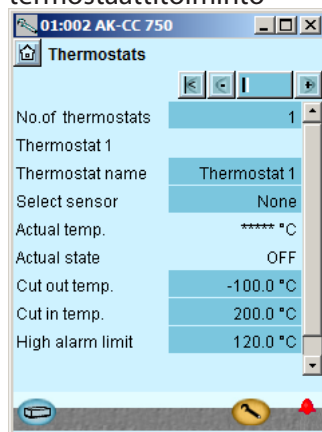 termostaattitoiminto
01:002 AK-CC 750
Thermostats
No.of thermostats 1
Thermostat 1
Thermostat name Thermostat 1
Select sensor None
Actual temp. ***** °C
Actual state OFF
Cut out temp. -100.0 °C
Cut in temp. 200.0 °C
High alarm limit 120.0 °C